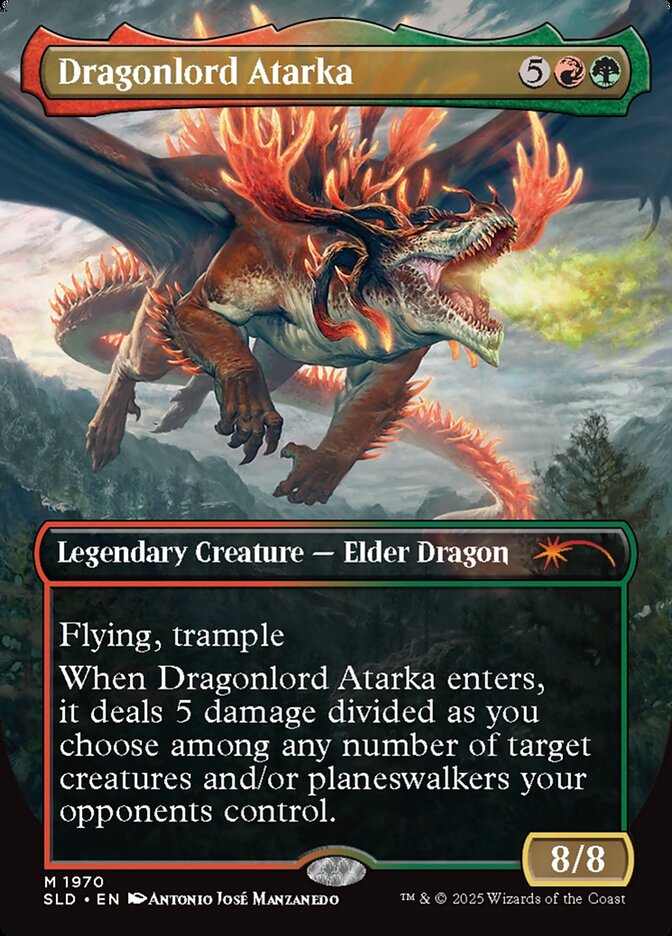 Dragonlord Atarka 5
Legendary Creature — Elder Dragon
Flying, trample
When Dragonlord Atarka enters,
it deals 5 damage divided as you
choose among any number of target
creatures and/or planeswalkers your
opponents control.
8/8
M 1970
SLD • EN Antonio José Manzanedo
™ & © 2025 Wizards of the Coast